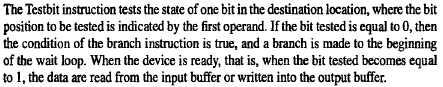 The Testbit instruction tests the state of one bit in the destination location, where the bit
position to be tested is indicated by the first operand. If the bit tested is equal to 0, then
the condition of the branch instruction is true, and a branch is made to the beginning
of the wait loop. When the device is ready, that is, when the bit tested becomes equal
to 1, the data are read from the input buffer or written into the output buffer.